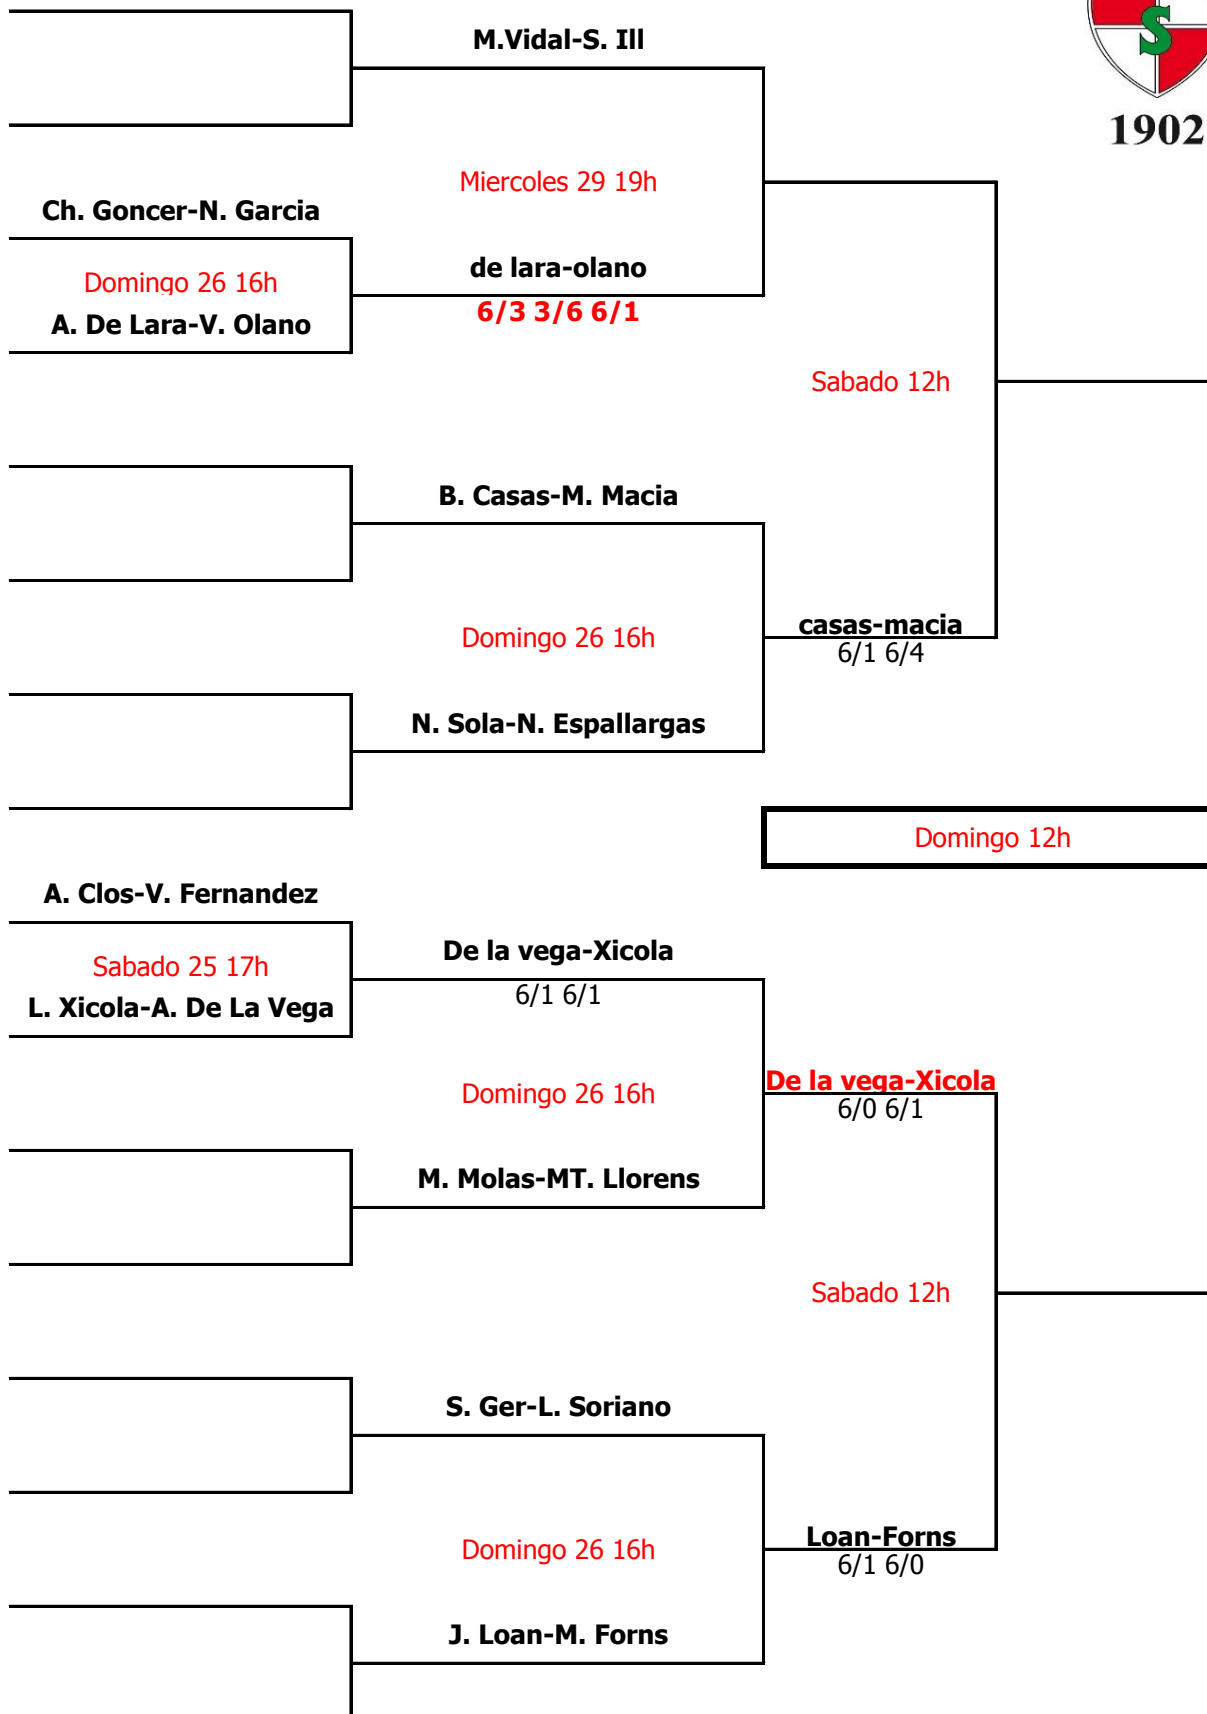 M.Vidal-S. Ill
S
1902
Miercoles 29 19h
Ch. Goncer-N. Garcia
de lara-olano
Domingo 26 16h
6/3 3/6 6/1
A. De Lara-V. Olano
Sabado 12h
B. Casas-M. Macia
casas-macia
Domingo 26 16h
6/1 6/4
N. Sola-N. Espallargas
Domingo 12h
A. Clos-V. Fernandez
De la vega-Xicola
Sabado 25 17h
6/1 6/1
L. Xicola-A. De La Vega
De la vega-Xicola
Domingo 26 16h
6/0 6/1
M. Molas-MT. Llorens
Sabado 12h
S. Ger-L. Soriano
Loan-Forns
Domingo 26 16h
6/1 6/0
J. Loan-M. Forns